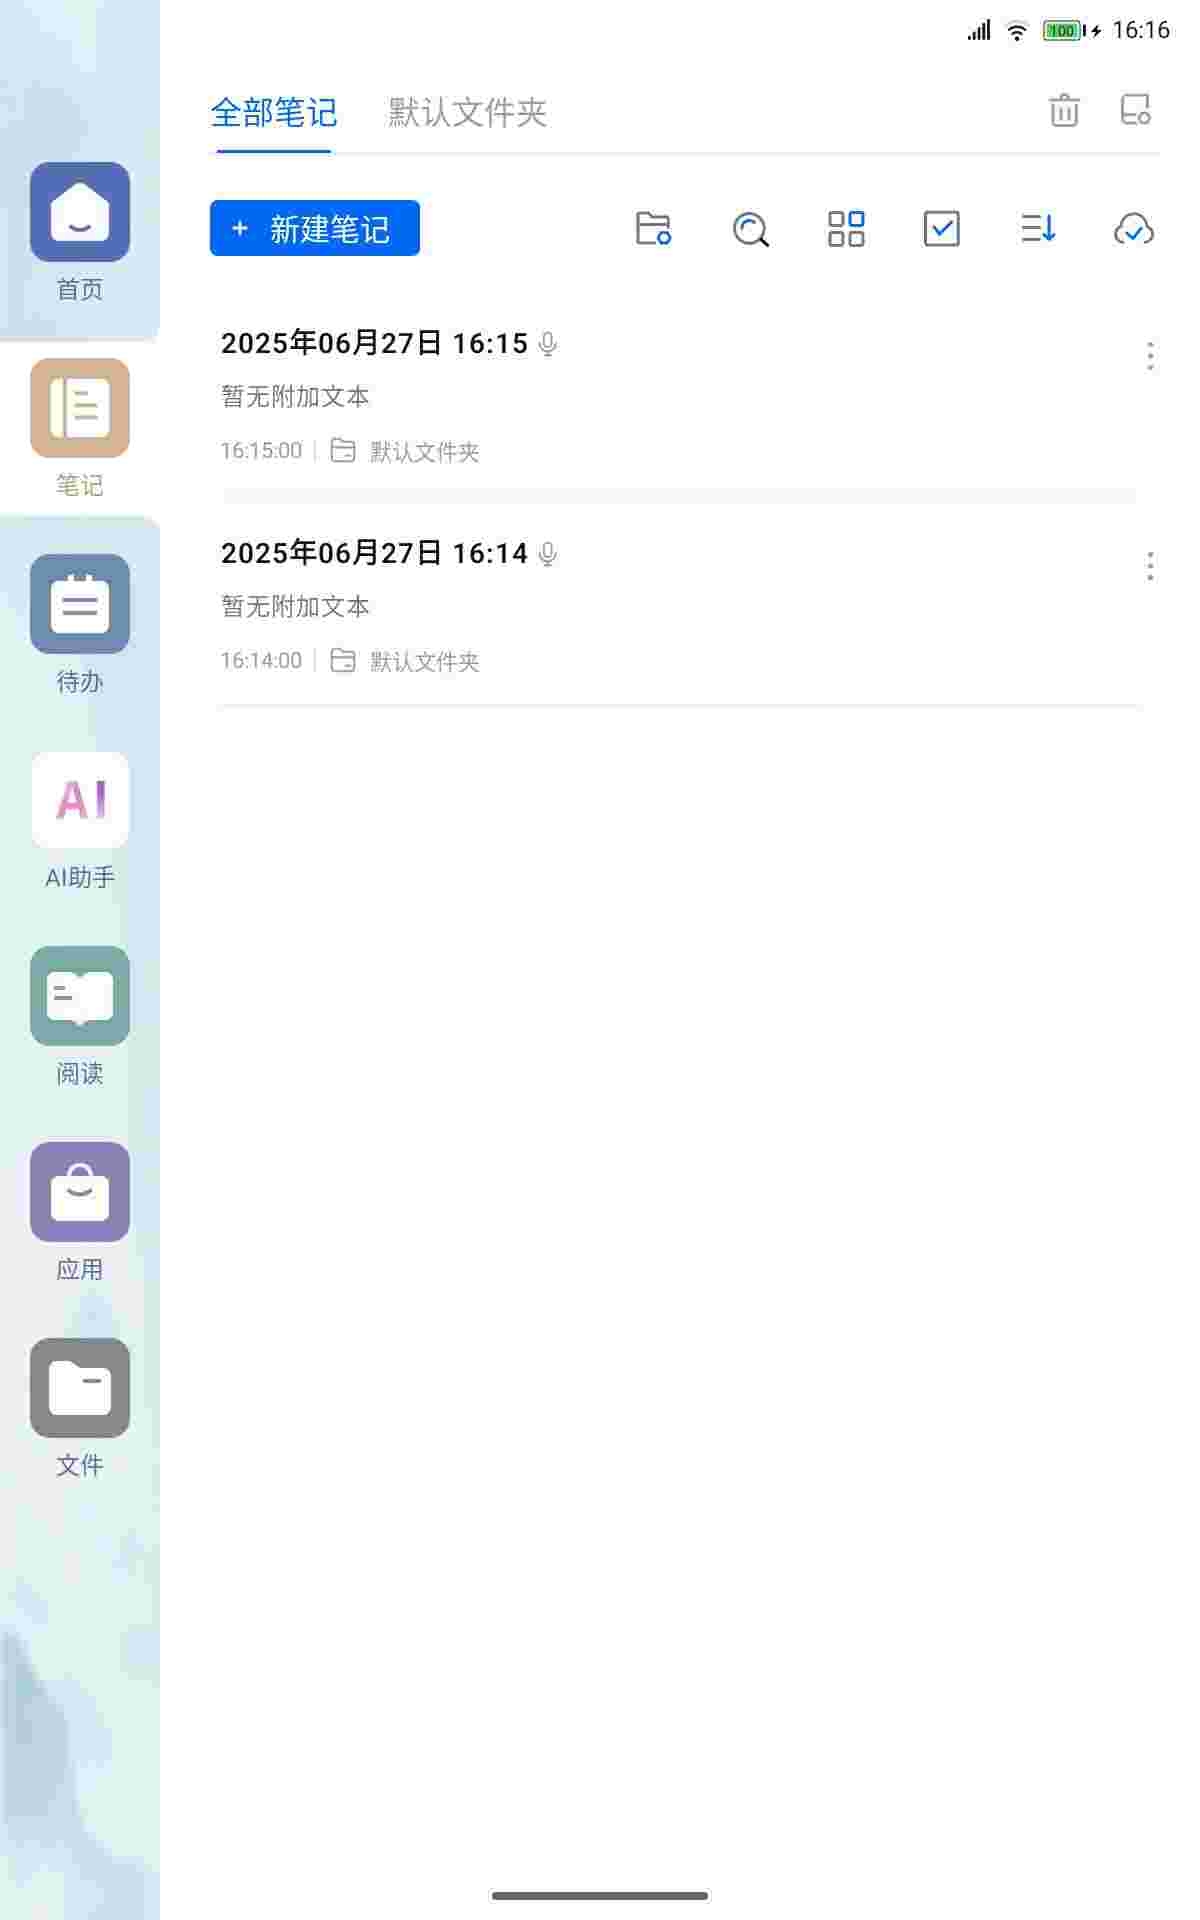 100 16:16
全部笔记 默认文件夹
+ 新建笔记
2025年06月27日 16:15
暂无附加文本
16:15:00 默认文件夹
2025年06月27日 16:14
暂无附加文本
16:14:00 默认文件夹
首页
笔记
待办
AI
AI助手
阅读
应用
文件